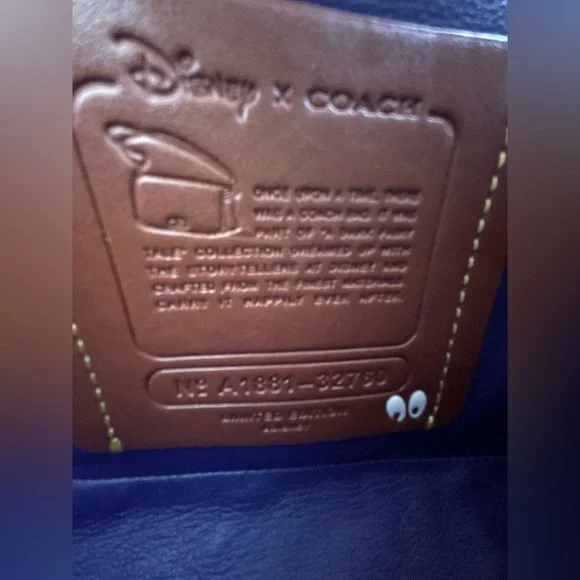 Disney X COACH
ONCE UPON A TIME, THERE
WAS A COACH BAG. IT WAS
PART OF "A DARK FAIRY
TALE" COLLECTION DREAMED UP WITH
THE STORYTELLERS AT DISNEY AND
CRAFTED FROM THE FINEST MATERIALS.
CARRY IT HAPPILY EVER AFTER.
Nº A1881-32760
LIMITED EDITION
©DISNEY